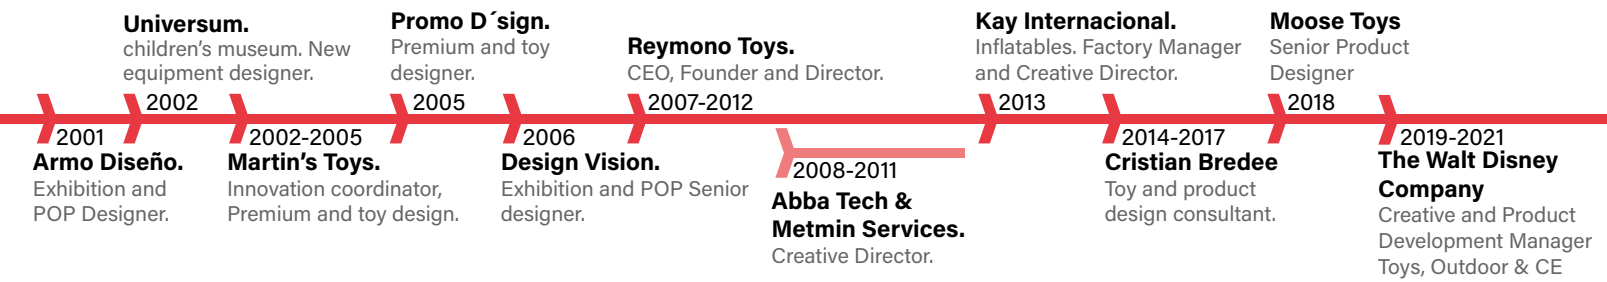 Universum.
children's museum. New
equipment designer.
2002
Promo D´sign.
Premium and toy
designer.
2005
Reymono Toys.
CEO, Founder and Director.
2007-2012
Kay Internacional.
Inflatables. Factory Manager
and Creative Director.
2013
Moose Toys
Senior Product
Designer
2018
2001
Armo Diseño.
Exhibition and
POP Designer.
2002-2005
Martin's Toys.
Innovation coordinator,
Premium and toy design.
2006
Design Vision.
Exhibition and POP Senior
designer.
2008-2011
Abba Tech &
Metmin Services.
Creative Director.
2014-2017
Cristian Bredee
Toy and product
design consultant.
2019-2021
The Walt Disney
Company
Creative and Product
Development Manager
Toys, Outdoor & CE